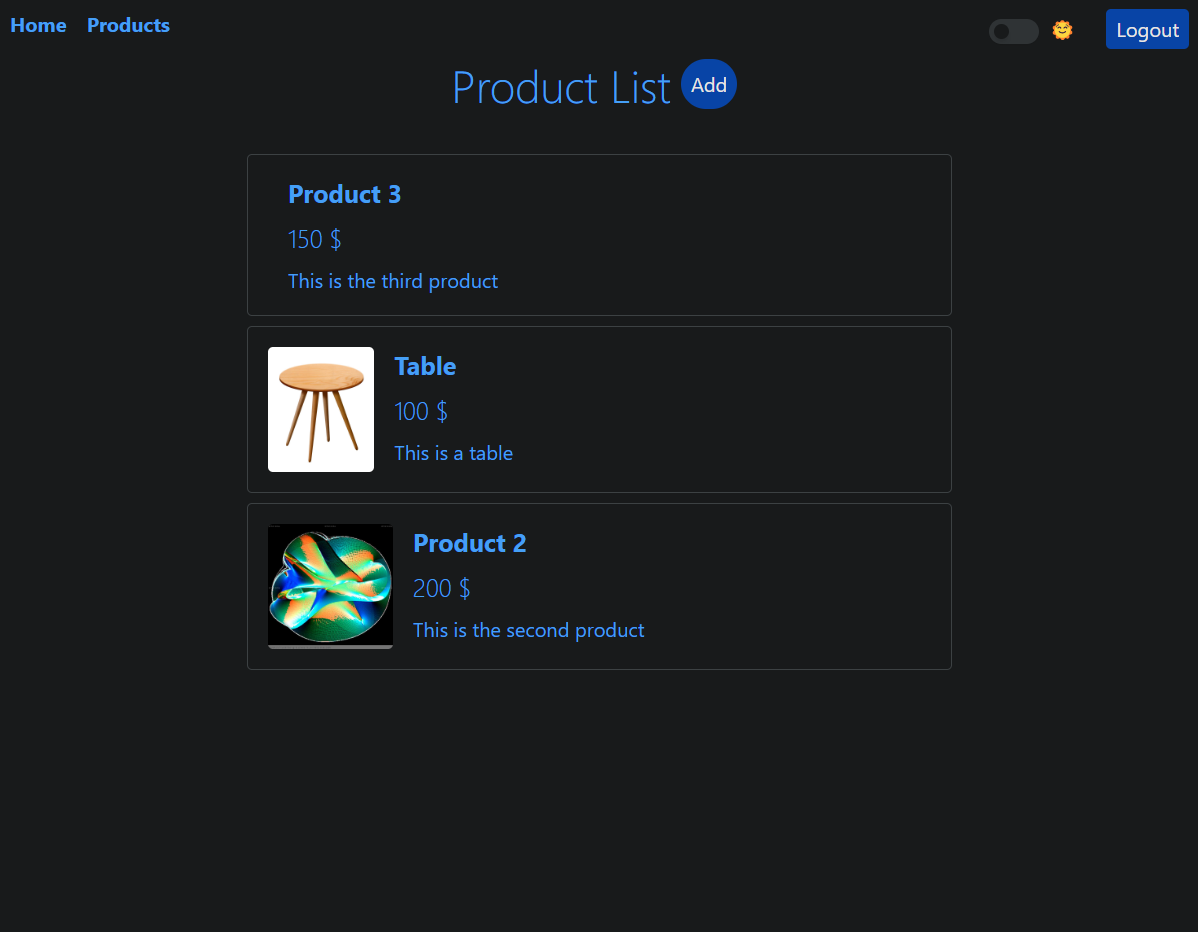 Home Products Logout
Product List Add
Product 3
150 $
This is the third product
Table
100 $
This is a table
Product 2
200 $
This is the second product